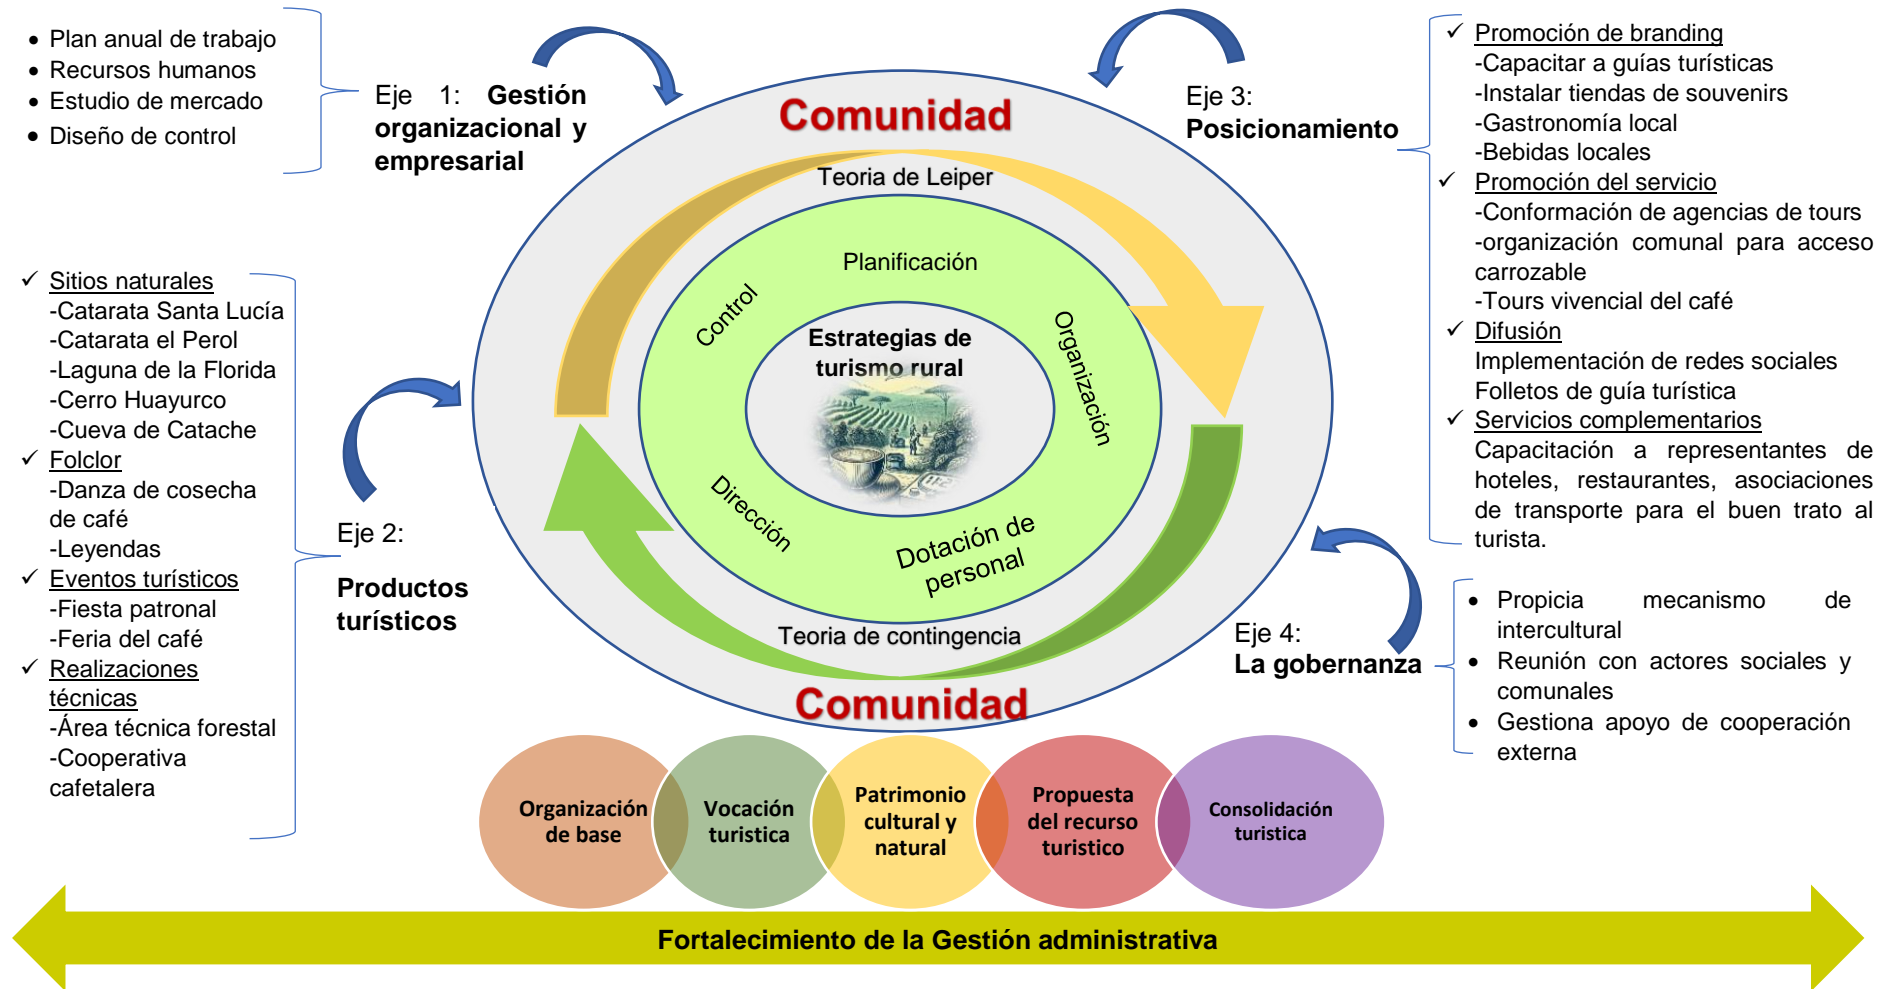 • Plan anual de trabajo
• Recursos humanos
• Estudio de mercado
• Diseño de control
Eje 1: Gestión
organizacional y
empresarial
✓ Sitios naturales
-Catarata Santa Lucía
-Catarata el Perol
-Laguna de la Florida
-Cerro Huayurco
-Cueva de Catache
✓ Folclor
-Danza de cosecha
de café
-Leyendas
✓ Eventos turísticos
-Fiesta patronal
-Feria del café
✓ Realizaciones
técnicas
-Área técnica forestal
-Cooperativa
cafetalera
Eje 2:
Productos
turísticos
Comunidad
Teoria de Leiper
Planificación
Control
Organización
Estrategias de
turismo rural
Dirección
Dotación de
personal
Teoria de contingencia
Comunidad
Eje 3:
Posicionamiento
✓ Promoción de branding
-Capacitar a guías turísticas
-Instalar tiendas de souvenirs
-Gastronomía local
-Bebidas locales
✓ Promoción del servicio
-Conformación de agencias de tours
-organización comunal para acceso
carrozable
-Tours vivencial del café
✓ Difusión
Implementación de redes sociales
Folletos de guía turística
✓ Servicios complementarios
Capacitación a representantes de
hoteles, restaurantes, asociaciones
de transporte para el buen trato al
turista.
Eje 4:
La gobernanza
• Propicia mecanismo de
intercultural
• Reunión con actores sociales y
comunales
• Gestiona apoyo de cooperación
externa
Organización
de base
Vocación
turistica
Patrimonio
cultural y
natural
Propuesta
del recurso
turistico
Consolidación
turistica
Fortalecimiento de la Gestión administrativa